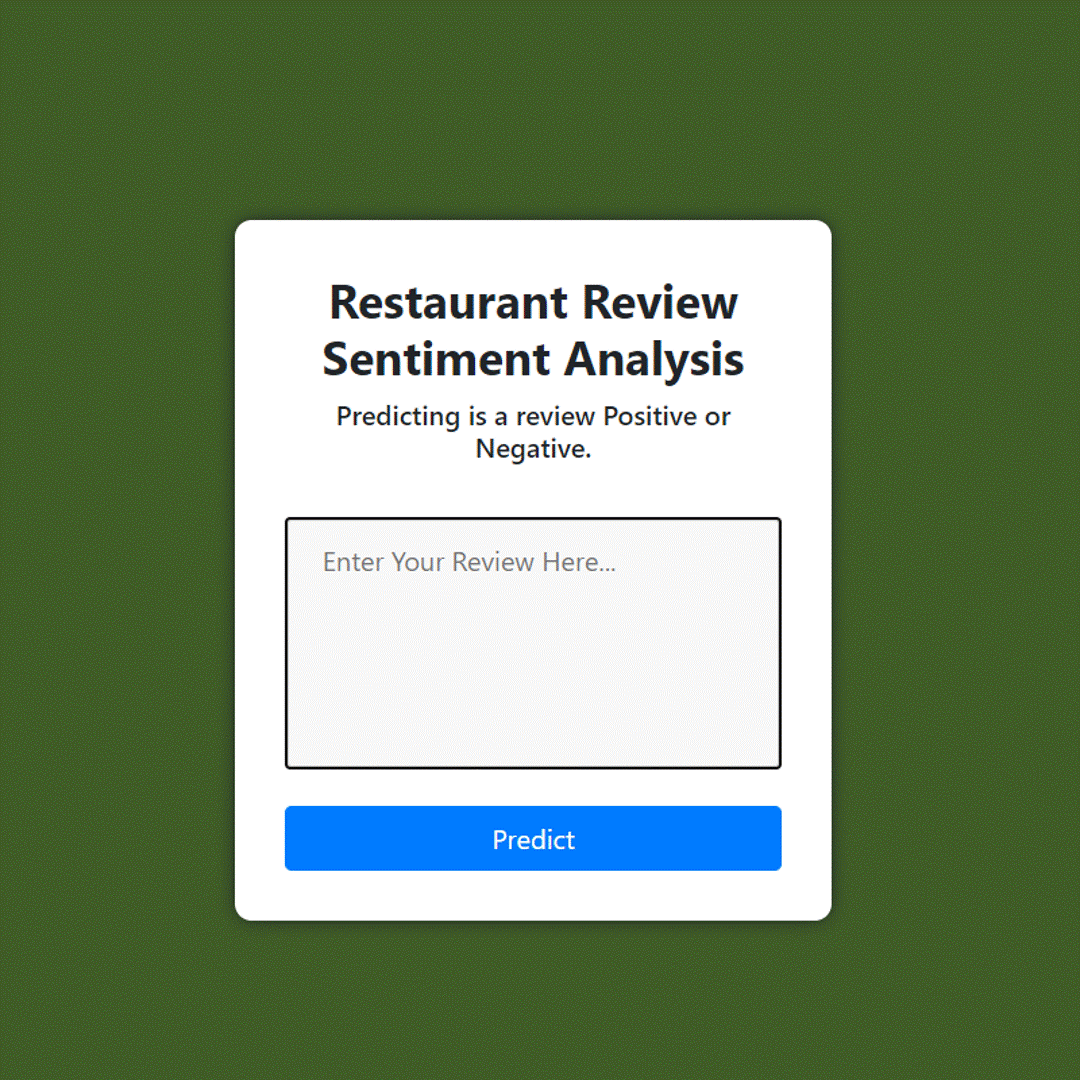 Restaurant Review
Sentiment Analysis
Predicting is a review Positive or
Negative.
Enter Your Review Here...
Predict